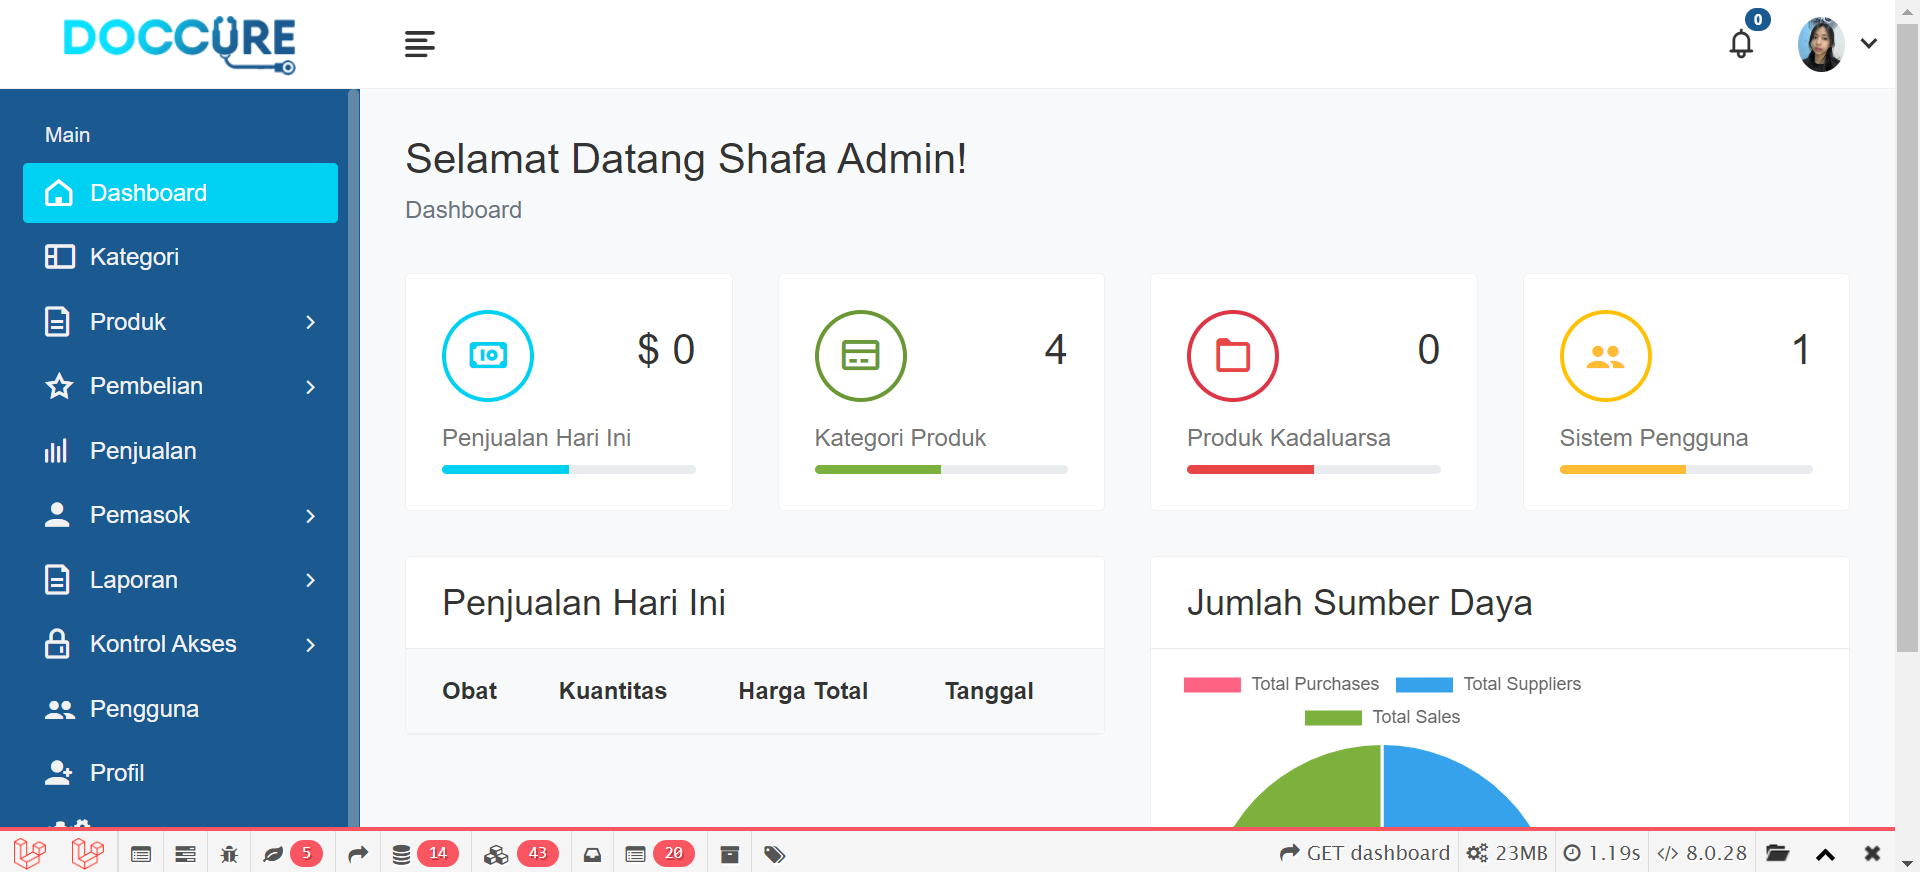 DOCCURE
0
Main
Dashboard
Kategori
Produk
Pembelian
Penjualan
Pemasok
Laporan
Kontrol Akses
Pengguna
Profil
Selamat Datang Shafa Admin!
Dashboard
$ 0
Penjualan Hari Ini
4
Kategori Produk
0
Produk Kadaluarsa
1
Sistem Pengguna
Penjualan Hari Ini
Obat Kuantitas Harga Total Tanggal
Jumlah Sumber Daya
Total Purchases Total Suppliers
Total Sales
5 14 43 20 GET dashboard 23MB 1.19s </> 8.0.28